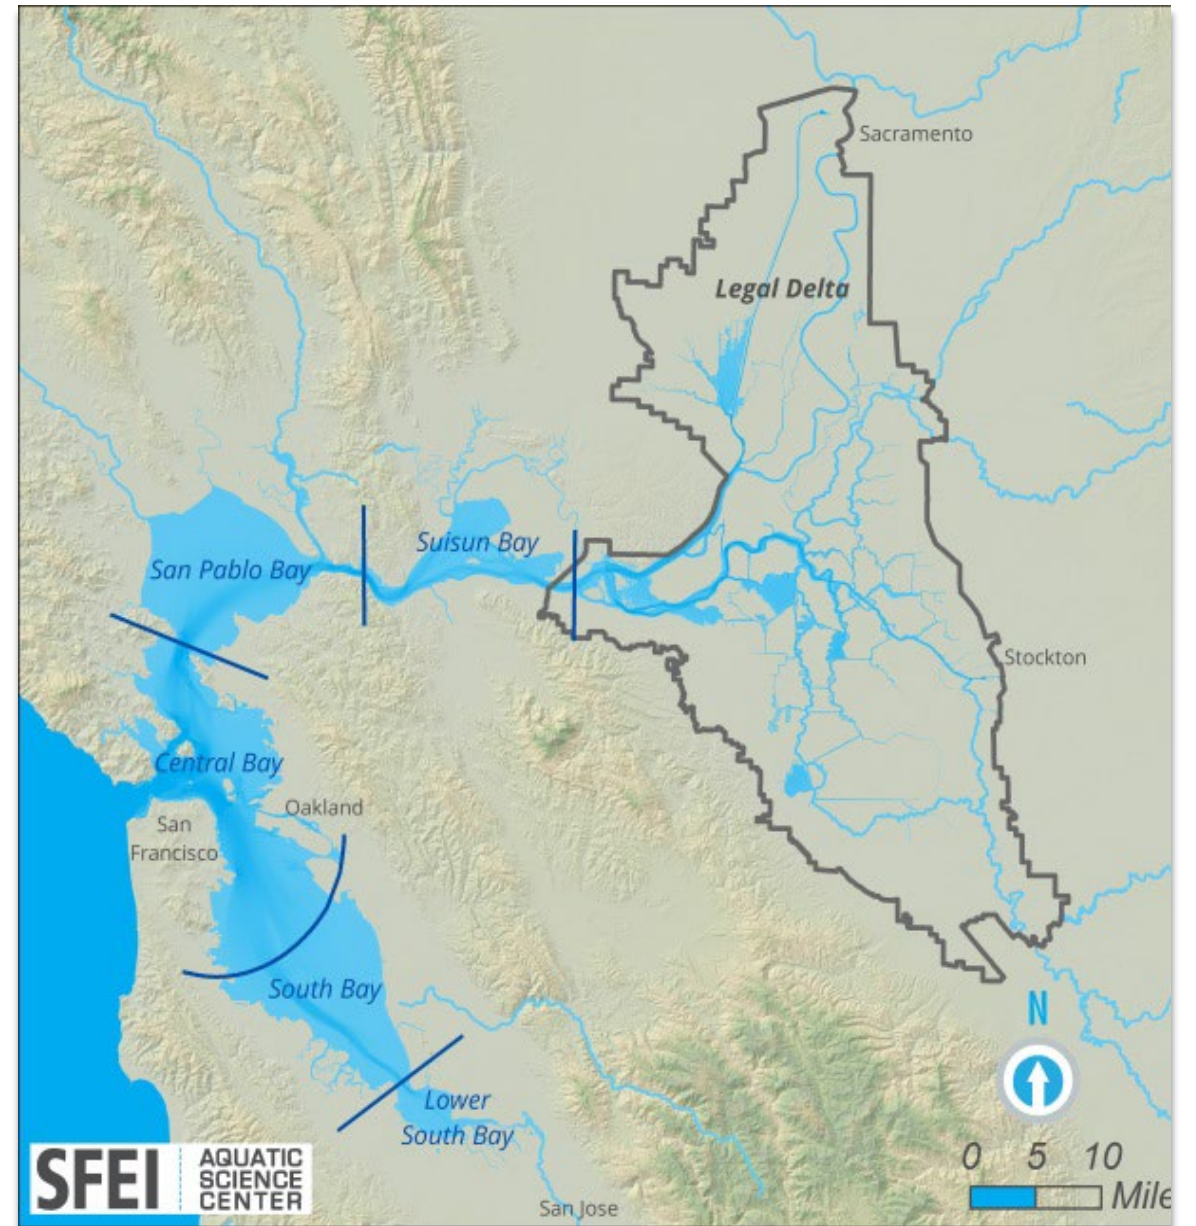 Sacramento
Legal Delta
Suisun Bay
San Pablo Bay
Stockton
Central Bay
Oakland
San
Francisco
South Bay
N
Lower
South Bay
0 5 10
Mile
SFEI
AQUATIC
SCIENCE
CENTER
San Jose